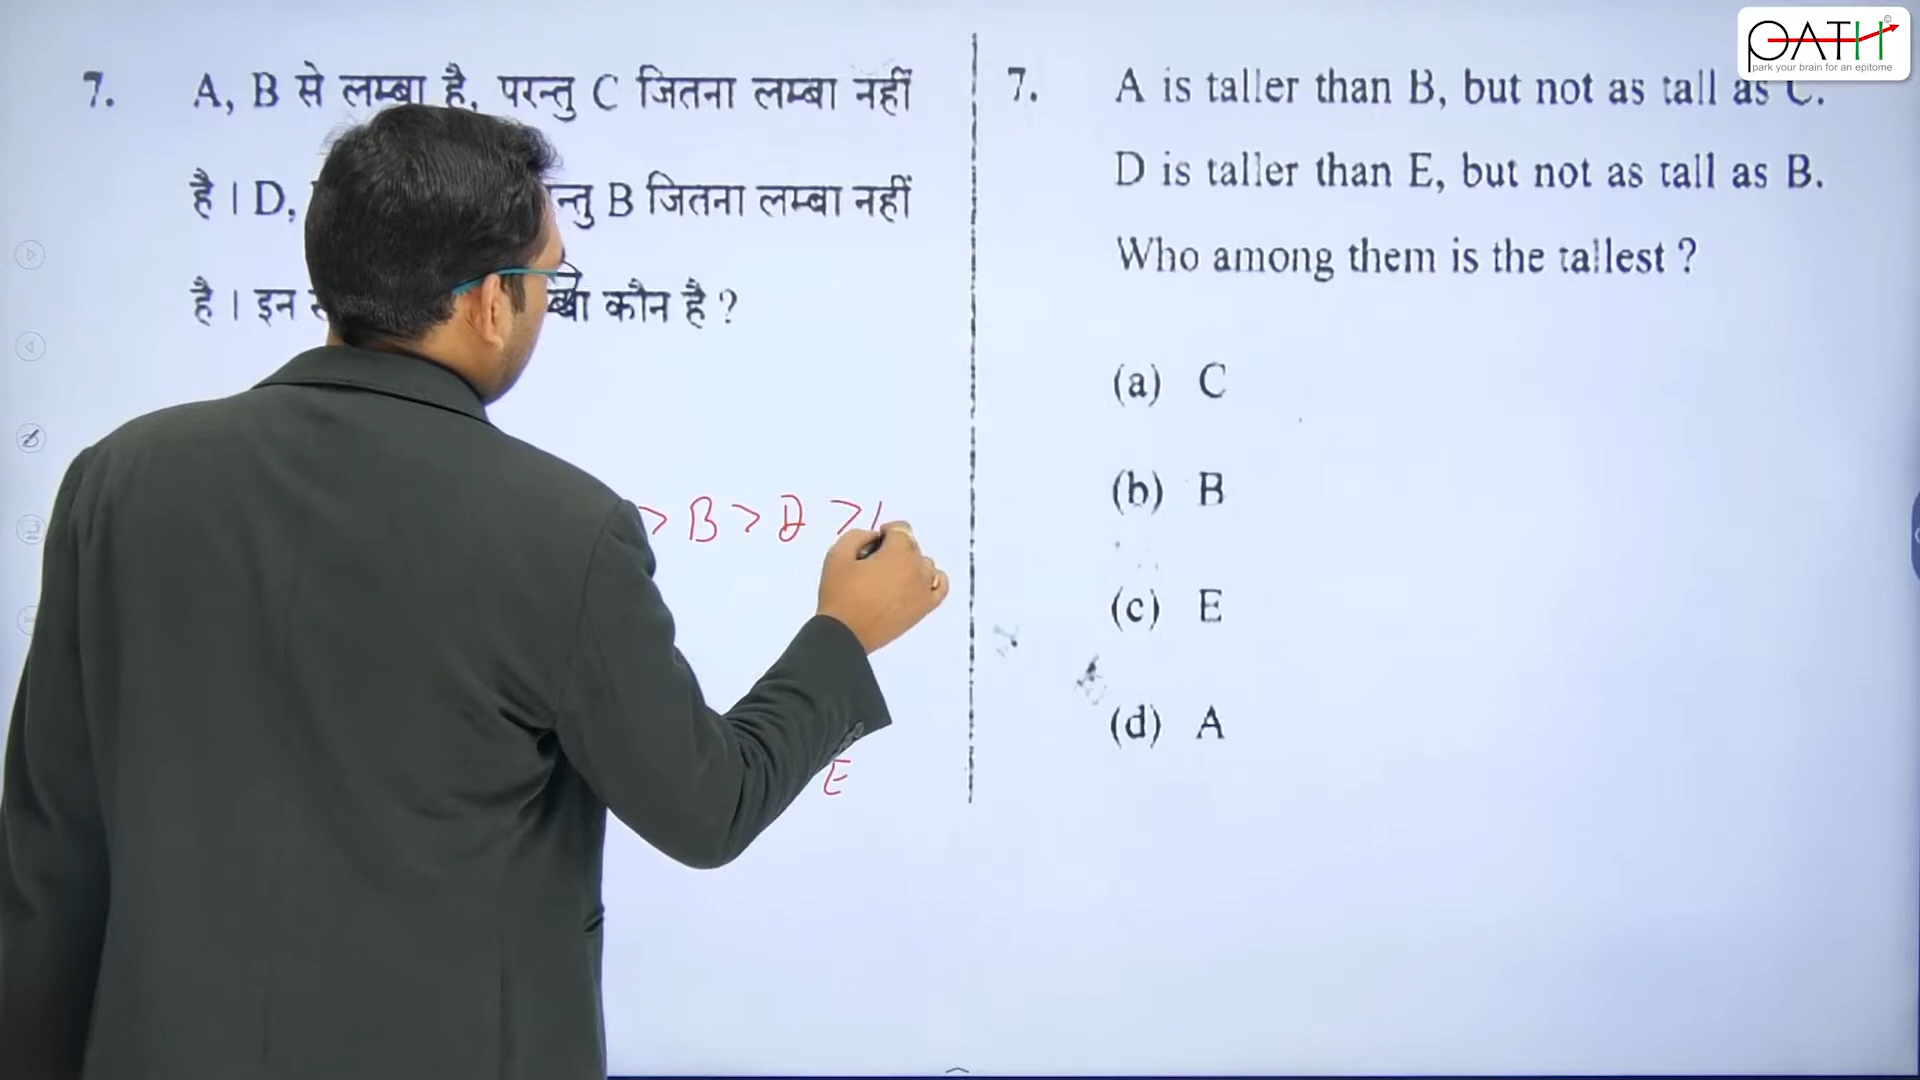 7. A, B से लम्बा है, परन्तु C जितना लम्बा नहीं
है । D, न्तु B जितना लम्बा नहीं
है । इन कौन है ?
> B > D >
E
7. A is taller than B, but not as tall as C.
D is taller than E, but not as tall as B.
Who among them is the tallest ?
(a) C
(b) B
(c) E
(d) A
PATH
park your brain for an epitome